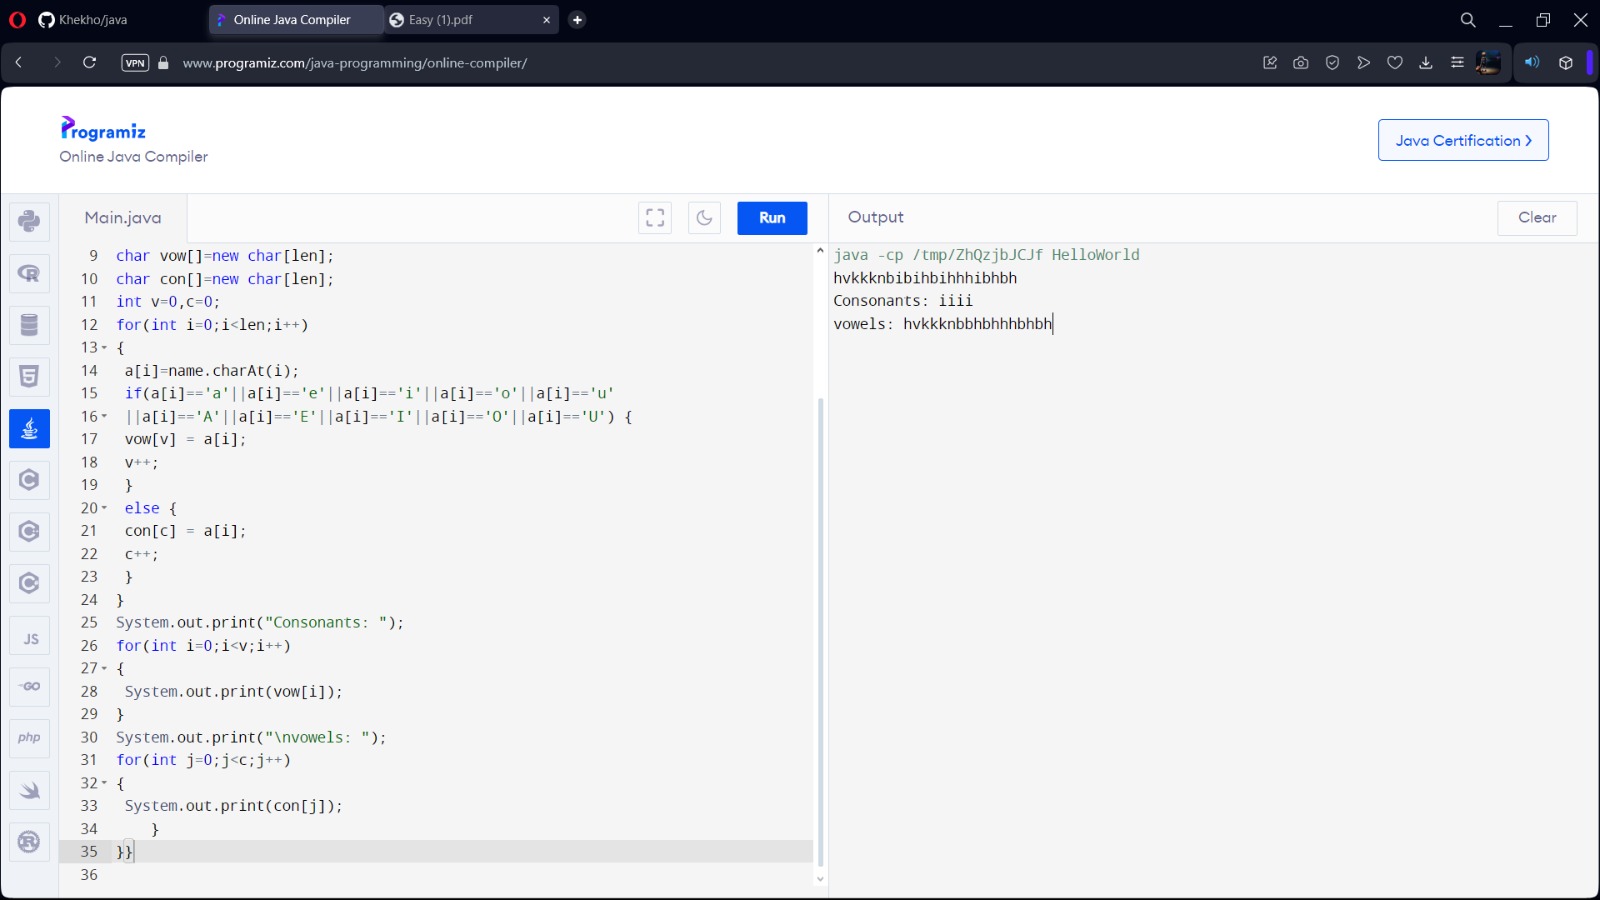 Khekho/java
Online Java Compiler
Easy (1).pdf
VPN
www.programiz.com/java-programming/online-compiler/
Programiz
Online Java Compiler
Java Certification
Main.java
Run
Output
Clear
9 char vow[]=new char[len];
10 char con[]=new char[len];
11 int v=0,c=0;
12 for(int i=0;i<len;i++)
13 {
14 a[i]=name.charAt(i);
15 if(a[i]=='a'||a[i]=='e'||a[i]=='i'||a[i]=='o'||a[i]=='u'
16 ||a[i]=='A'||a[i]=='E'||a[i]=='I'||a[i]=='O'||a[i]=='U') {
17 vow[v] = a[i];
18 v++;
19 }
20 else {
21 con[c] = a[i];
22 c++;
23 }
24 }
25 System.out.print("Consonants: ");
26 for(int i=0;i<v;i++)
27 {
28 System.out.print(vow[i]);
29 }
30 System.out.print("\nvowels: ");
31 for(int j=0;j<c;j++)
32 {
33 System.out.print(con[j]);
34 }
35 }}
36
java -cp /tmp/ZhQzjbJCJf HelloWorld
hvkkknbibihbihhhibhbh
Consonants: iiii
vowels: hvkkknbbhbhhhbhbh
R
JS
GO
php